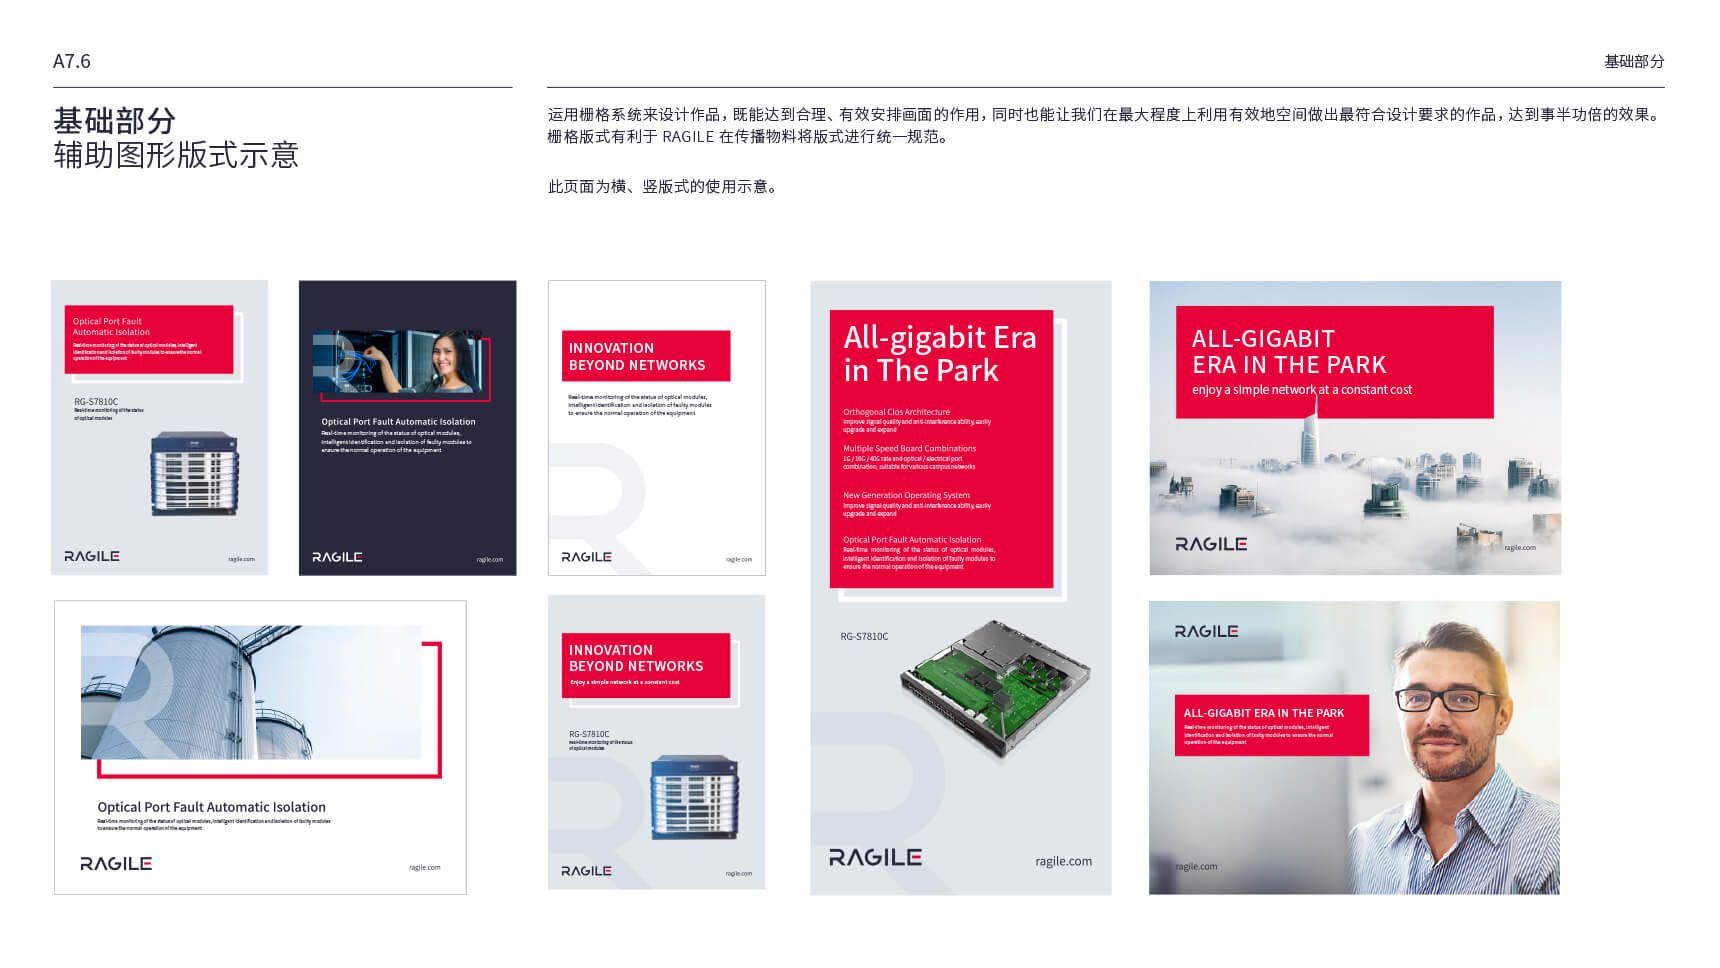 A7.6
基础部分
基础部分
辅助图形版式示意
运用栅格系统来设计作品，既能达到合理、有效安排画面的作用，同时也能让我们在最大程度上利用有效地空间做出最符合设计要求的作品，达到事半功倍的效果。
栅格版式有利于 RAGILE 在传播物料将版式进行统一规范。
此页面为横、竖版式的使用示意。
Optical Port Fault
Automatic Isolation
Real-time monitoring of the status of optical modules, intelligent
identification and isolation of faulty modules to ensure the normal
operation of the equipment
RG-S7810C
Real-time monitoring of the status
of optical modules
RAGILE
ragile.com
Optical Port Fault Automatic Isolation
Real-time monitoring of the status of optical modules,
intelligent identification and isolation of faulty modules to
ensure the normal operation of the equipment
RAGILE
ragile.com
INNOVATION
BEYOND NETWORKS
Real-time monitoring of the status of optical modules,
intelligent identification and isolation of faulty modules
to ensure the normal operation of the equipment
RAGILE
ragile.com
All-gigabit Era
in The Park
Orthogonal Clos Architecture
Improve signal quality and anti-interference ability, easily
upgrade and expand
Multiple Speed Board Combinations
1G / 10G / 40G rate and optical / electrical port
combination, suitable for various campus networks
New Generation Operating System
Improve signal quality and anti-interference ability, easily
upgrade and expand
Optical Port Fault Automatic Isolation
Real-time monitoring of the status of optical modules,
intelligent identification and isolation of faulty modules to
ensure the normal operation of the equipment
RG-S7810C
RAGILE
ragile.com
ALL-GIGABIT
ERA IN THE PARK
enjoy a simple network at a constant cost
RAGILE
ragile.com
Optical Port Fault Automatic Isolation
Real-time monitoring of the status of optical modules, intelligent identification and isolation of faulty modules
to ensure the normal operation of the equipment
RAGILE
ragile.com
INNOVATION
BEYOND NETWORKS
Enjoy a simple network at a constant cost
RG-S7810C
Real-time monitoring of the status
of optical modules
RAGILE
ragile.com
RAGILE
ALL-GIGABIT ERA IN THE PARK
Real-time monitoring of the status of optical modules, intelligent
identification and isolation of faulty modules to ensure the normal
operation of the equipment
ragile.com